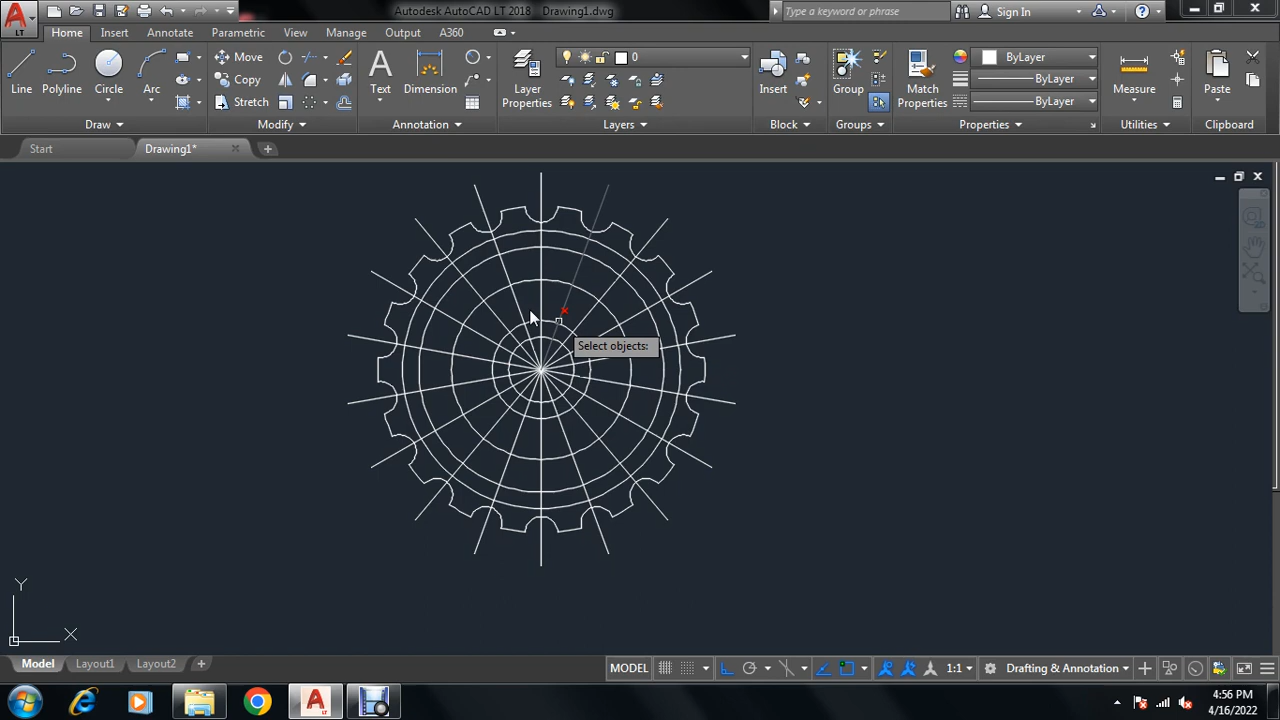 Autodesk AutoCAD LT 2018 Drawing1.dwg
Type a keyword or phrase
Sign In
LT
Home Insert Annotate Parametric View Manage Output A360
Line Polyline Circle Arc
Move
Copy
Stretch
Text Dimension
Layer
Properties
0
Insert
Group
Match
Properties
ByLayer
ByLayer
ByLayer
Measure
Paste
Draw Modify Annotation Layers Block Groups Properties Utilities Clipboard
Start Drawing1*
Select objects:
Y
X
Model Layout1 Layout2
MODEL
1:1
Drafting & Annotation
LT
4:56 PM
4/16/2022